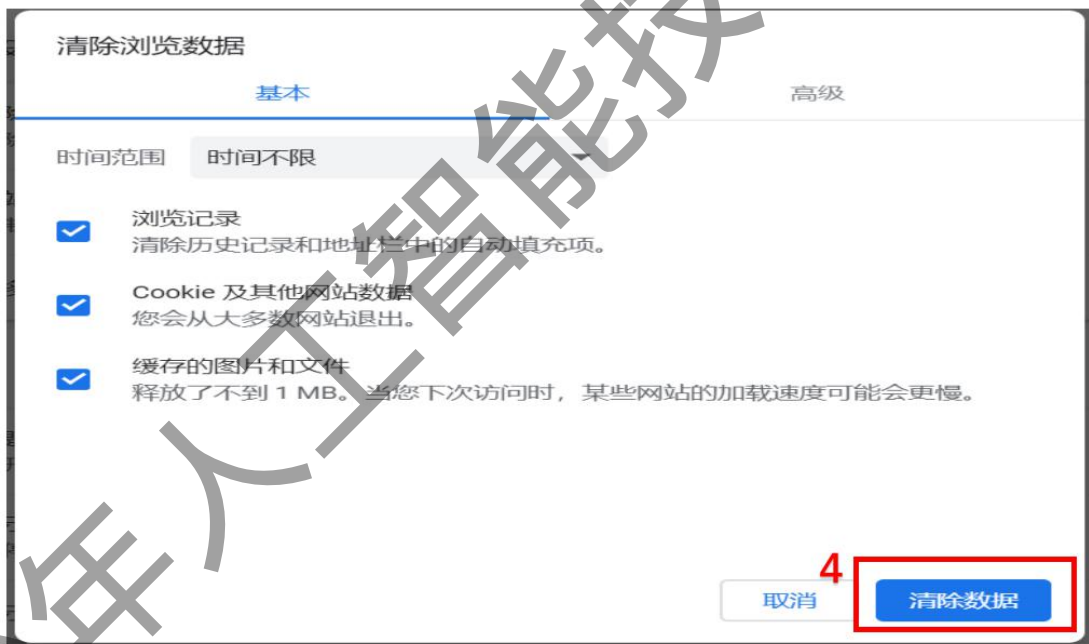 清除浏览数据
基本 高级
时间范围 时间不限
浏览记录
清除历史记录和地址栏中的自动填充项。
Cookie 及其他网站数据
您会从大多数网站退出。
缓存的图片和文件
释放了不到 1 MB。当您下次访问时，某些网站的加载速度可能会更慢。
4
取消 清除数据
年人工智能技